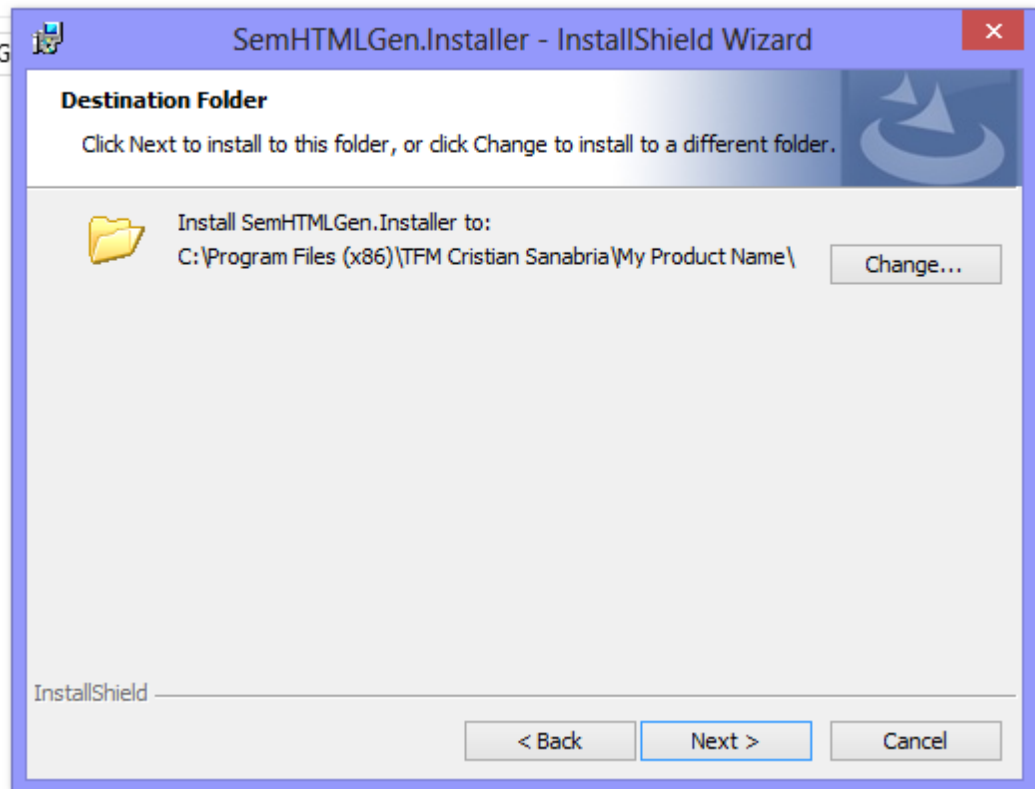 G
SemHTMLGen.Installer - InstallShield Wizard
Destination Folder
Click Next to install to this folder, or click Change to install to a different folder.
Install SemHTMLGen.Installer to:
C:\Program Files (x86)\TFM Cristian Sanabria\My Product Name\
Change...
InstallShield
< Back
Next >
Cancel